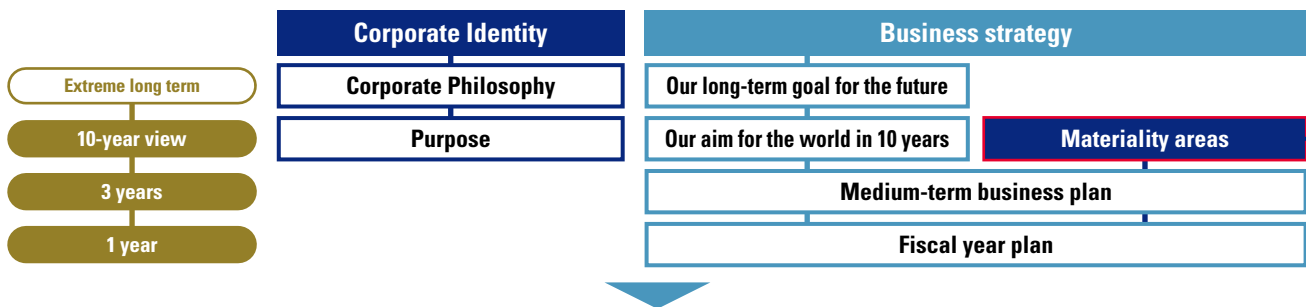 Corporate Identity
Business strategy
Extreme long term
Corporate Philosophy
Our long-term goal for the future
10-year view
Purpose
Our aim for the world in 10 years
Materiality areas
3 years
Medium-term business plan
1 year
Fiscal year plan